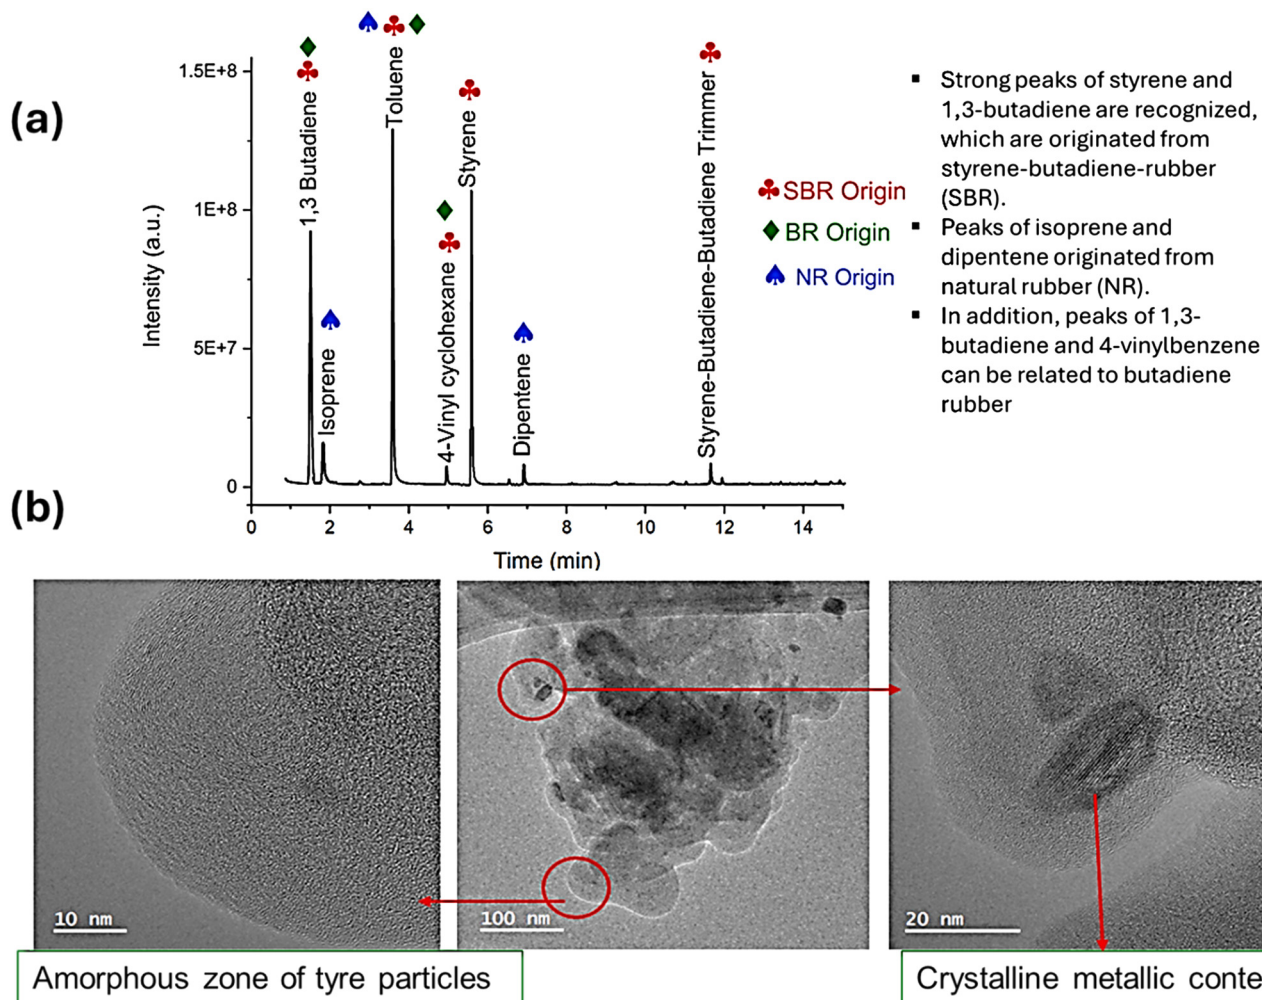 (a)
1.5E+8
1E+8
5E+7
0
Intensity (a.u.)
1,3 Butadiene
Isoprene
Toluene
4-Vinyl cyclohexane
Styrene
Dipentene
Styrene-Butadiene-Butadiene Trimmer
0 2 4 6 8 10 12 14
Time (min)
SBR Origin
BR Origin
NR Origin
▪ Strong peaks of styrene and
1,3-butadiene are recognized,
which are originated from
styrene-butadiene-rubber
(SBR).
▪ Peaks of isoprene and
dipentene originated from
natural rubber (NR).
▪ In addition, peaks of 1,3-
butadiene and 4-vinylbenzene
can be related to butadiene
rubber
(b)
10 nm
100 nm
20 nm
Amorphous zone of tyre particles
Crystalline metallic conte